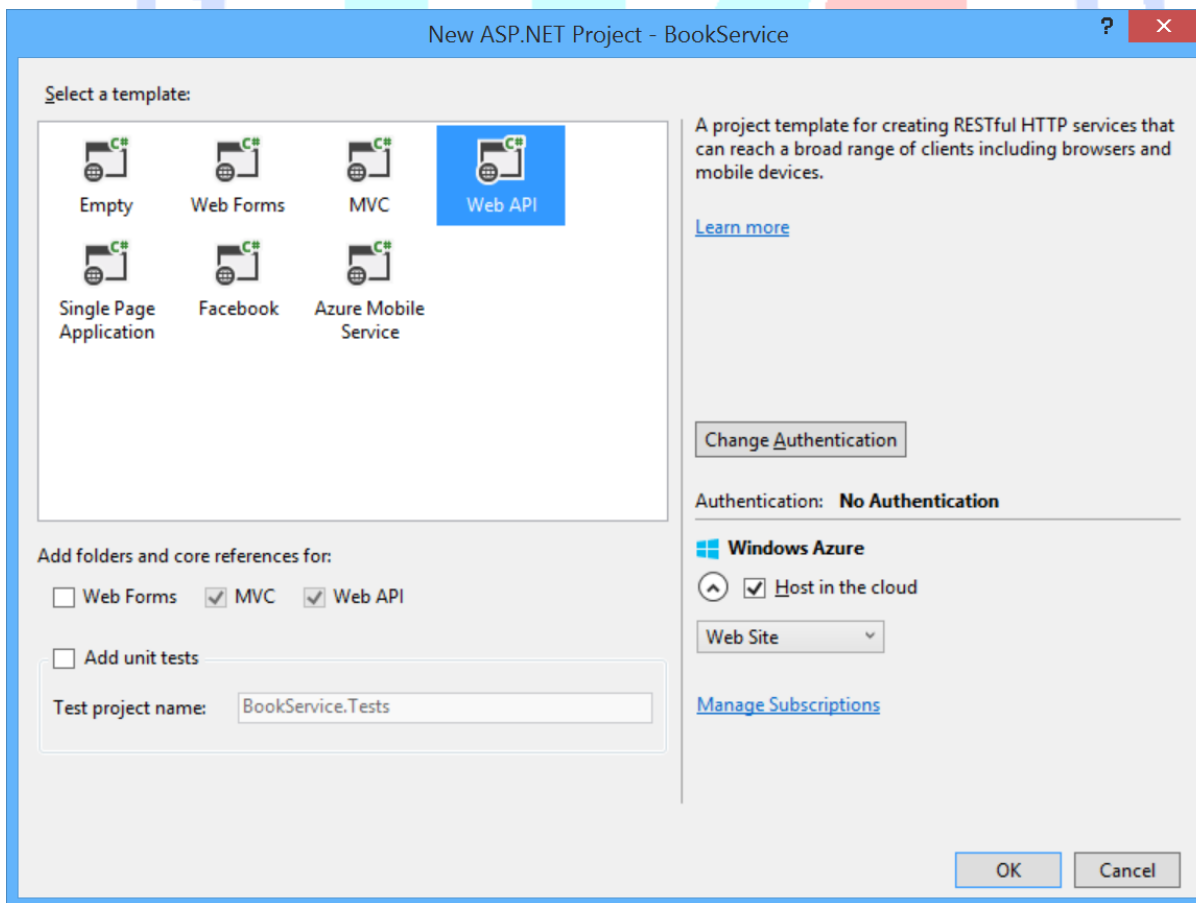 New ASP.NET Project - BookService
?
Select a template:
C# C# C# C#
Empty Web Forms MVC Web API
C# C# C#
Single Page Application
Facebook
Azure Mobile Service
A project template for creating RESTful HTTP services that
can reach a broad range of clients including browsers and
mobile devices.
Learn more
Change Authentication
Authentication: No Authentication
Windows Azure
Host in the cloud
Web Site
Manage Subscriptions
Add folders and core references for:
Web Forms MVC Web API
Add unit tests
Test project name: BookService.Tests
OK Cancel